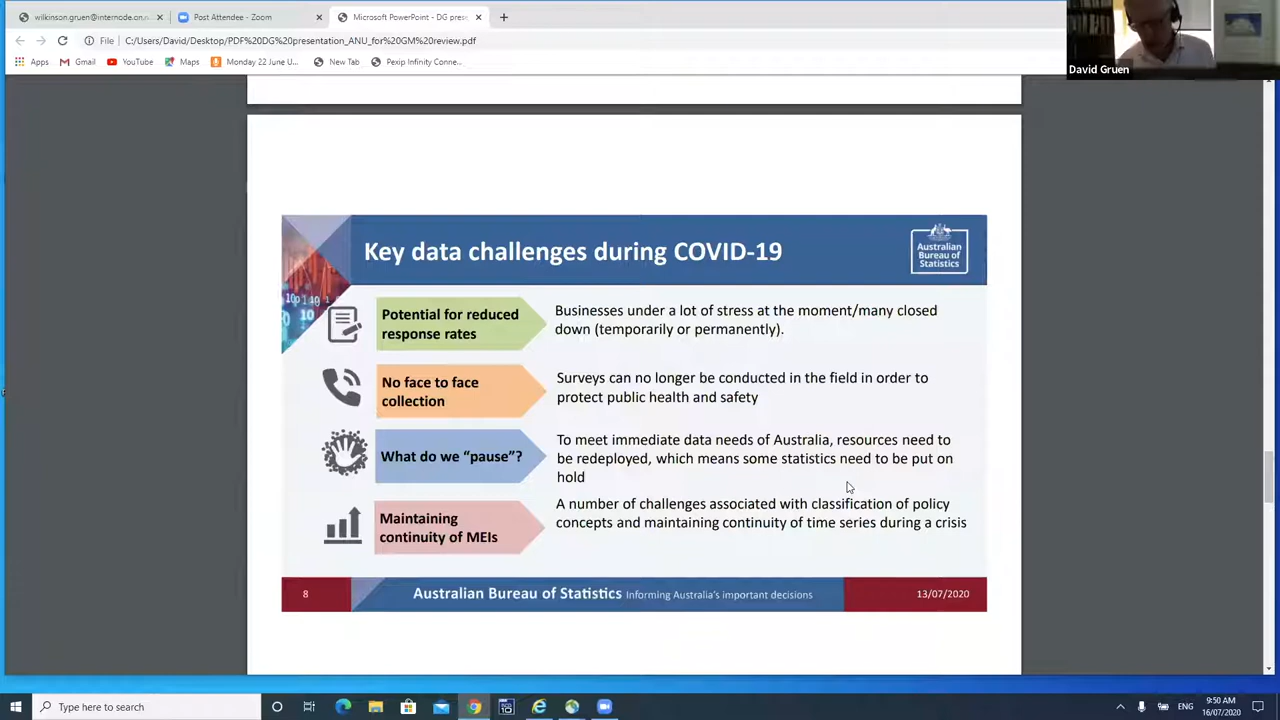 wilkinson.gruen@internode.on.n
Post Attendee - Zoom
Microsoft PowerPoint - DG pres
File
C:/Users/David/Desktop/PDF%20DG%20presentation_ANU_for%20GM%20review.pdf
Apps
Gmail
YouTube
Maps
Monday 22 June U...
New Tab
Pexip Infinity Conne...
David Gruen
Key data challenges during COVID-19
Australian
Bureau of
Statistics
Potential for reduced
response rates
Businesses under a lot of stress at the moment/many closed
down (temporarily or permanently).
No face to face
collection
Surveys can no longer be conducted in the field in order to
protect public health and safety
What do we “pause”?
To meet immediate data needs of Australia, resources need to
be redeployed, which means some statistics need to be put on
hold
Maintaining
continuity of MEIs
A number of challenges associated with classification of policy
concepts and maintaining continuity of time series during a crisis
8
Australian Bureau of Statistics Informing Australia's important decisions
13/07/2020
Type here to search
ENG
9:50 AM
16/07/2020